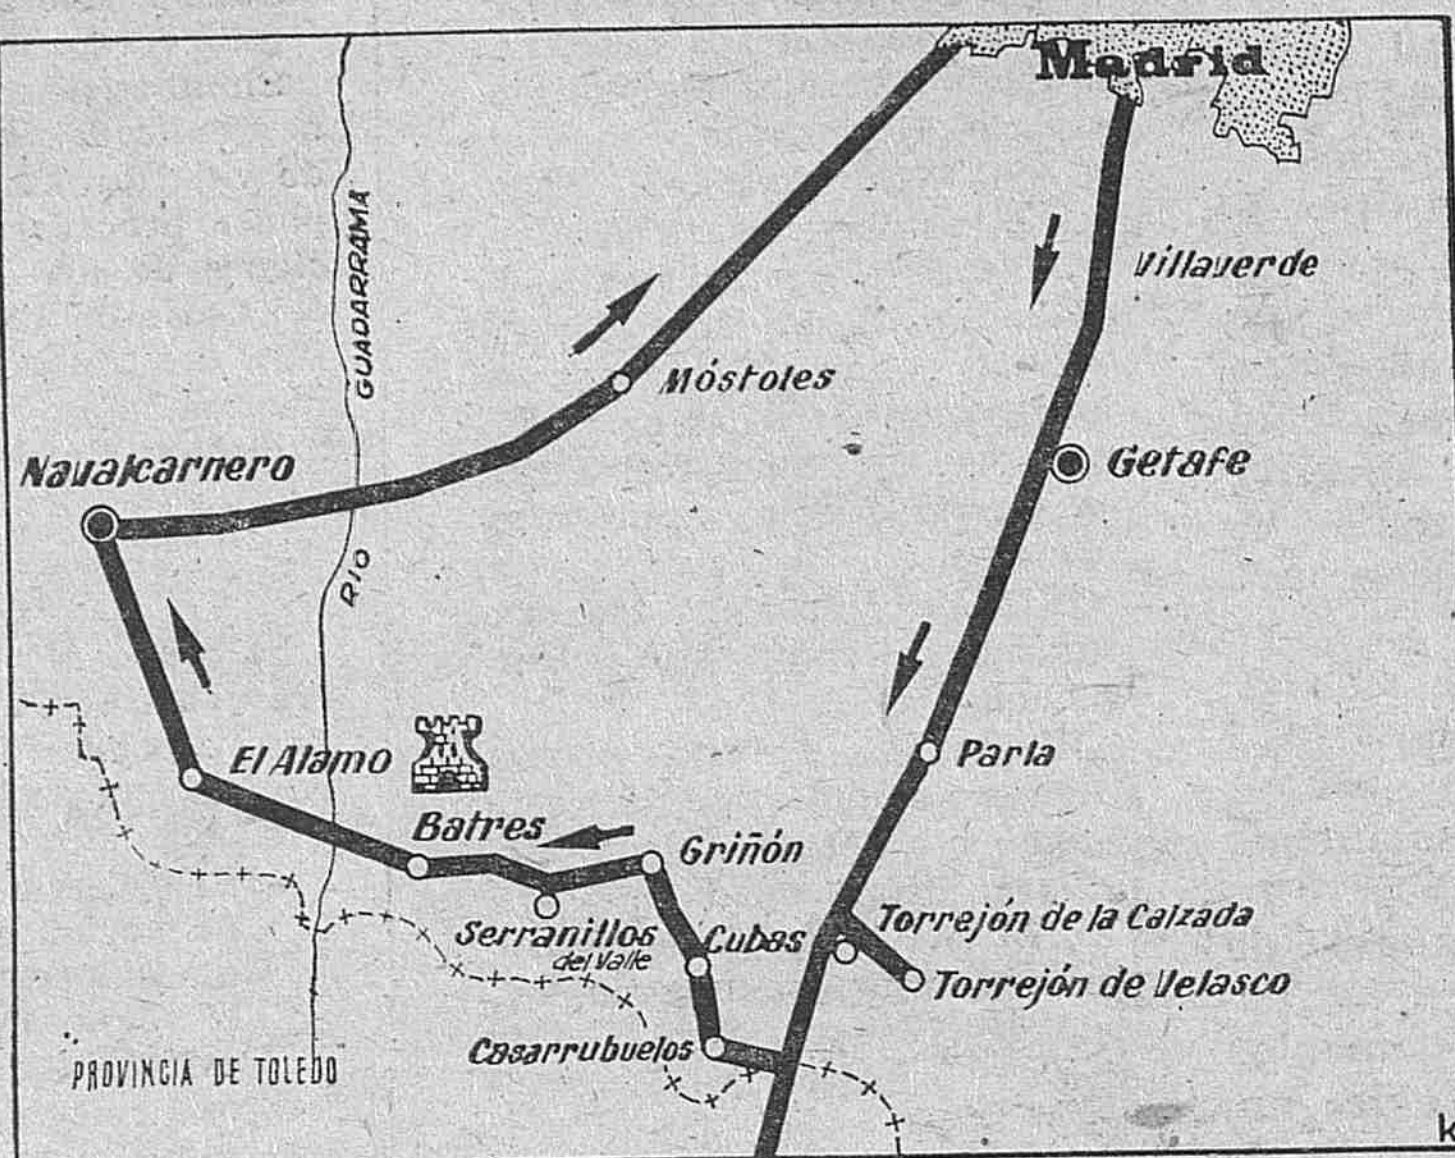 Madrid
Villaverde
GUADARRAMA
Móstoles
Navalcarnero
Getafe
RIO
El Alamo
Parla
Batres
Griñón
Torrejón de la Calzada
Serranillos
del Valle
Cubas
Torrejón de Velasco
Casarrubuelos
PROVINCIA DE TOLEDO